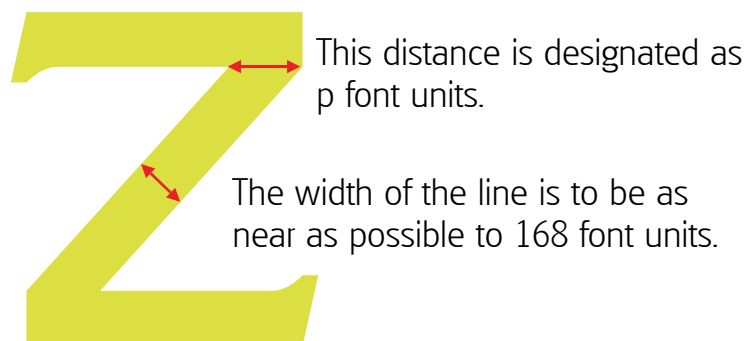 This distance is designated as
p font units.
The width of the line is to be as
near as possible to 168 font units.